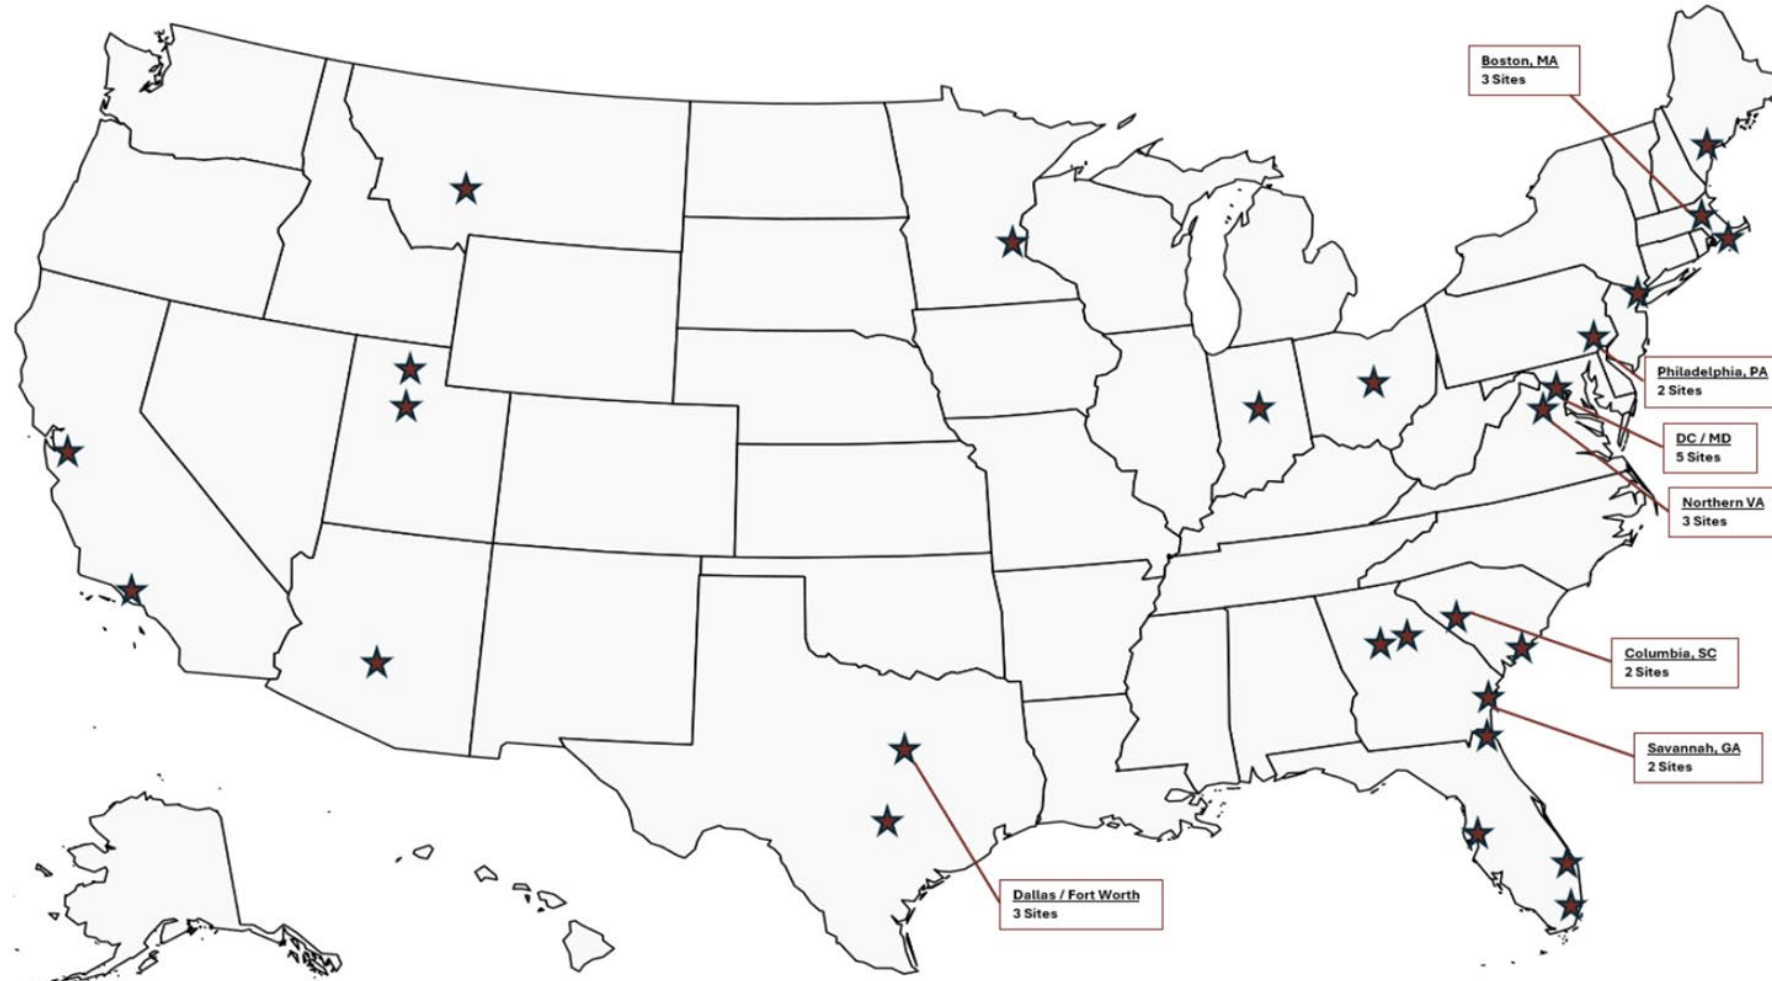 Boston, MA
3 Sites
Philadelphia, PA
2 Sites
DC / MD
5 Sites
Northern VA
3 Sites
Columbia, SC
2 Sites
Savannah, GA
2 Sites
Dallas / Fort Worth
3 Sites